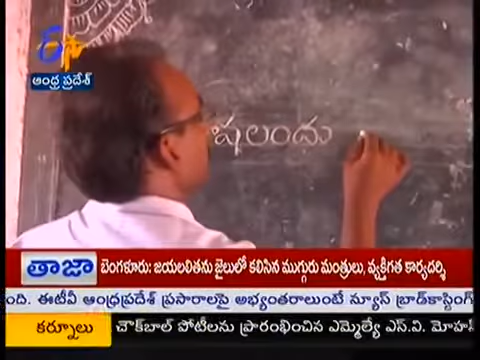 ఆంధ్ర ప్రదేశ్
షలందు
తాజా బెంగళూరు: జయలలితను జైలులో కలిసిన ముగ్గురు మంత్రులు, వ్యక్తిగత కార్యదర్శి
ంది. ఈటీవీ ఆంధ్రప్రదేశ్ ప్రసారాలపై అభ్యంతరాలుంటే న్యూస్ బ్రాడ్‌కాస్టింగ్
కర్నూలు చౌక్‌బాల్ పోటీలను ప్రారంభించిన ఎమ్మెల్యే ఎస్.వి. మోహ